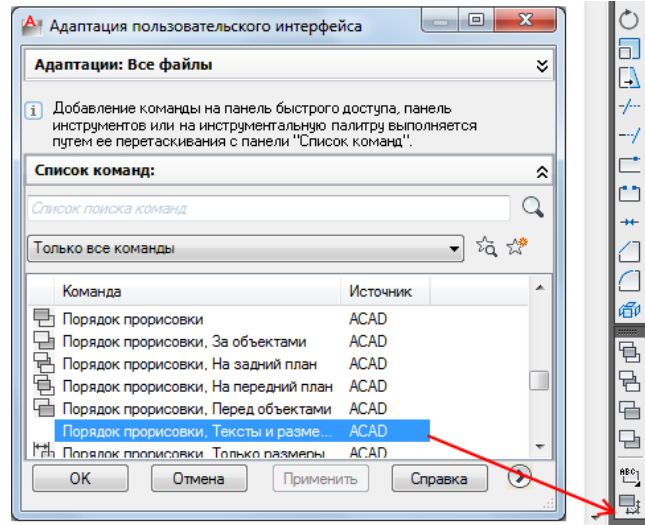 Адаптация пользовательского интерфейса
Адаптации: Все файлы
Добавление команды на панель быстрого доступа, панель
инструментов или на инструментальную палитру выполняется
путем ее перетаскивания с панели "Список команд".
Список команд:
Список поиска команд
Только все команды
Команда Источник
Порядок прорисовки ACAD
Порядок прорисовки, За объектами ACAD
Порядок прорисовки, На задний план ACAD
Порядок прорисовки, На передний план ACAD
Порядок прорисовки, Перед объектами ACAD
Порядок прорисовки, Тексты и разме... ACAD
Порядок прорисовки, Только размеры ACAD
OK Отмена Применить Справка
ABC